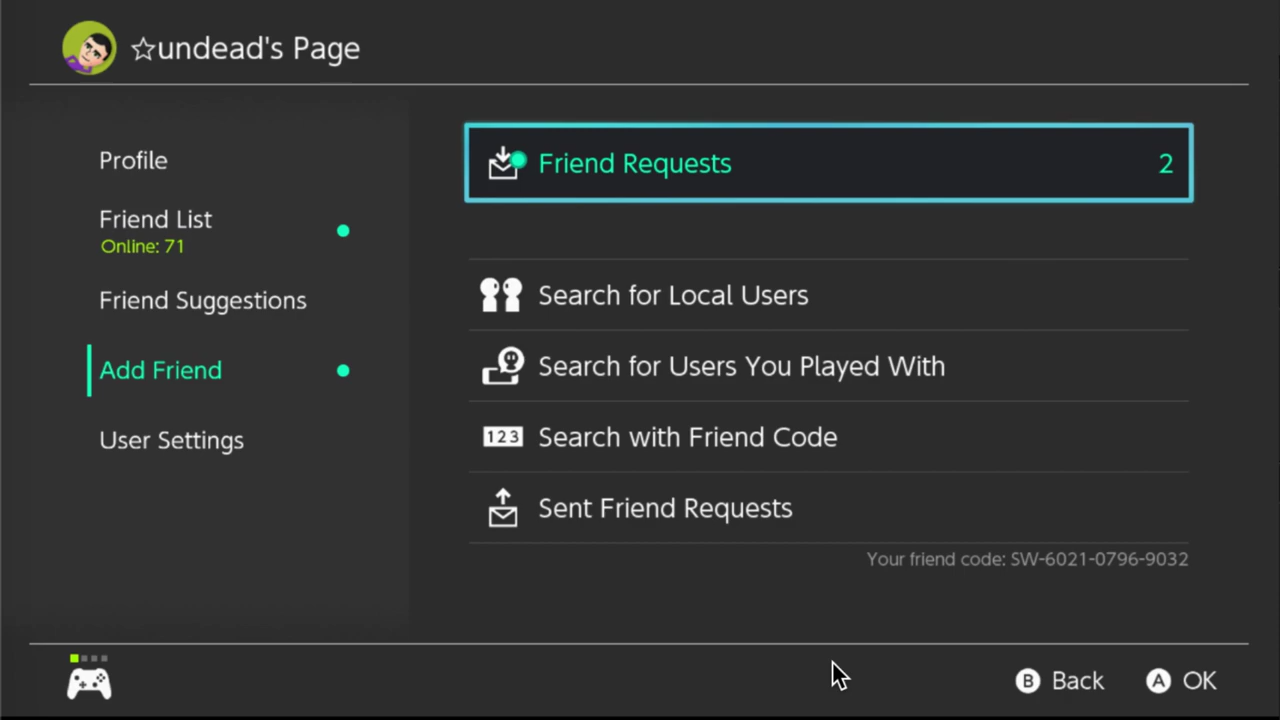 ☆undead's Page
Profile
Friend List
Online: 71
Friend Suggestions
Add Friend
User Settings
Friend Requests 2
Search for Local Users
Search for Users You Played With
123 Search with Friend Code
Sent Friend Requests
Your friend code: SW-6021-0796-9032
B Back A OK